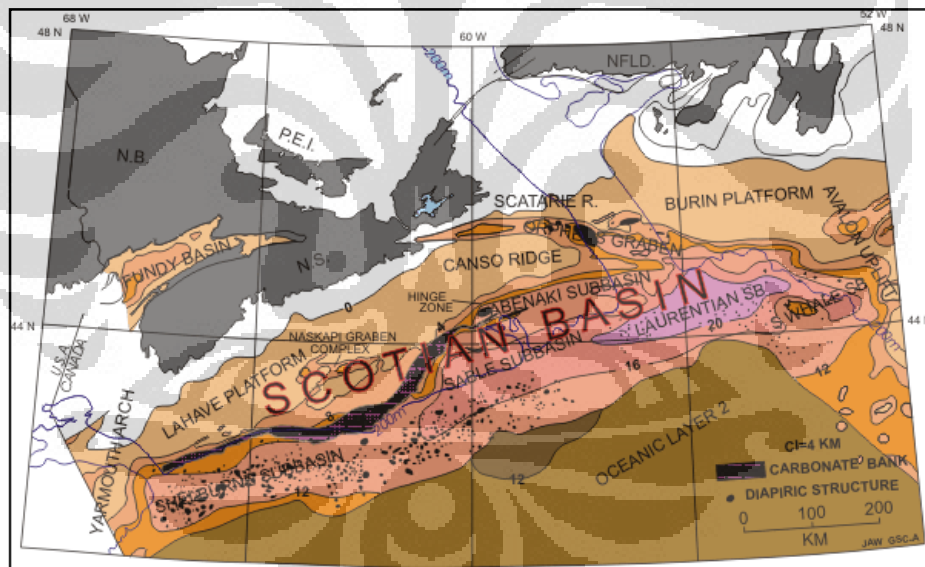 68 W
48 N
60 W
52 W
48 N
200m
NFLD.
P.E.I.
N.B.
SCATARIE R.
BURIN PLATFORM
AVALON UPLIFT
ORPHEUS GRABEN
FUNDY BASIN
N.S.
CANSO RIDGE
HINGE
ZONE
ABENAKI SUBBASIN
LAURENTIAN SB.
WHALE SB.
0
44 N
44 N
NASKAPI GRABEN
COMPLEX
SCOTIAN BASIN
SABLE SUBBASIN
20
200m
U.S.A.
CANADA
LAHAVE PLATFORM
16
12
8
200m
YARMOUTH ARCH
SHELBURNE SUBBASIN
12
12
OCEANIC LAYER 2
CI=4 KM
CARBONATE BANK
DIAPIRIC STRUCTURE
0 100 200
KM
JAW GSC.A